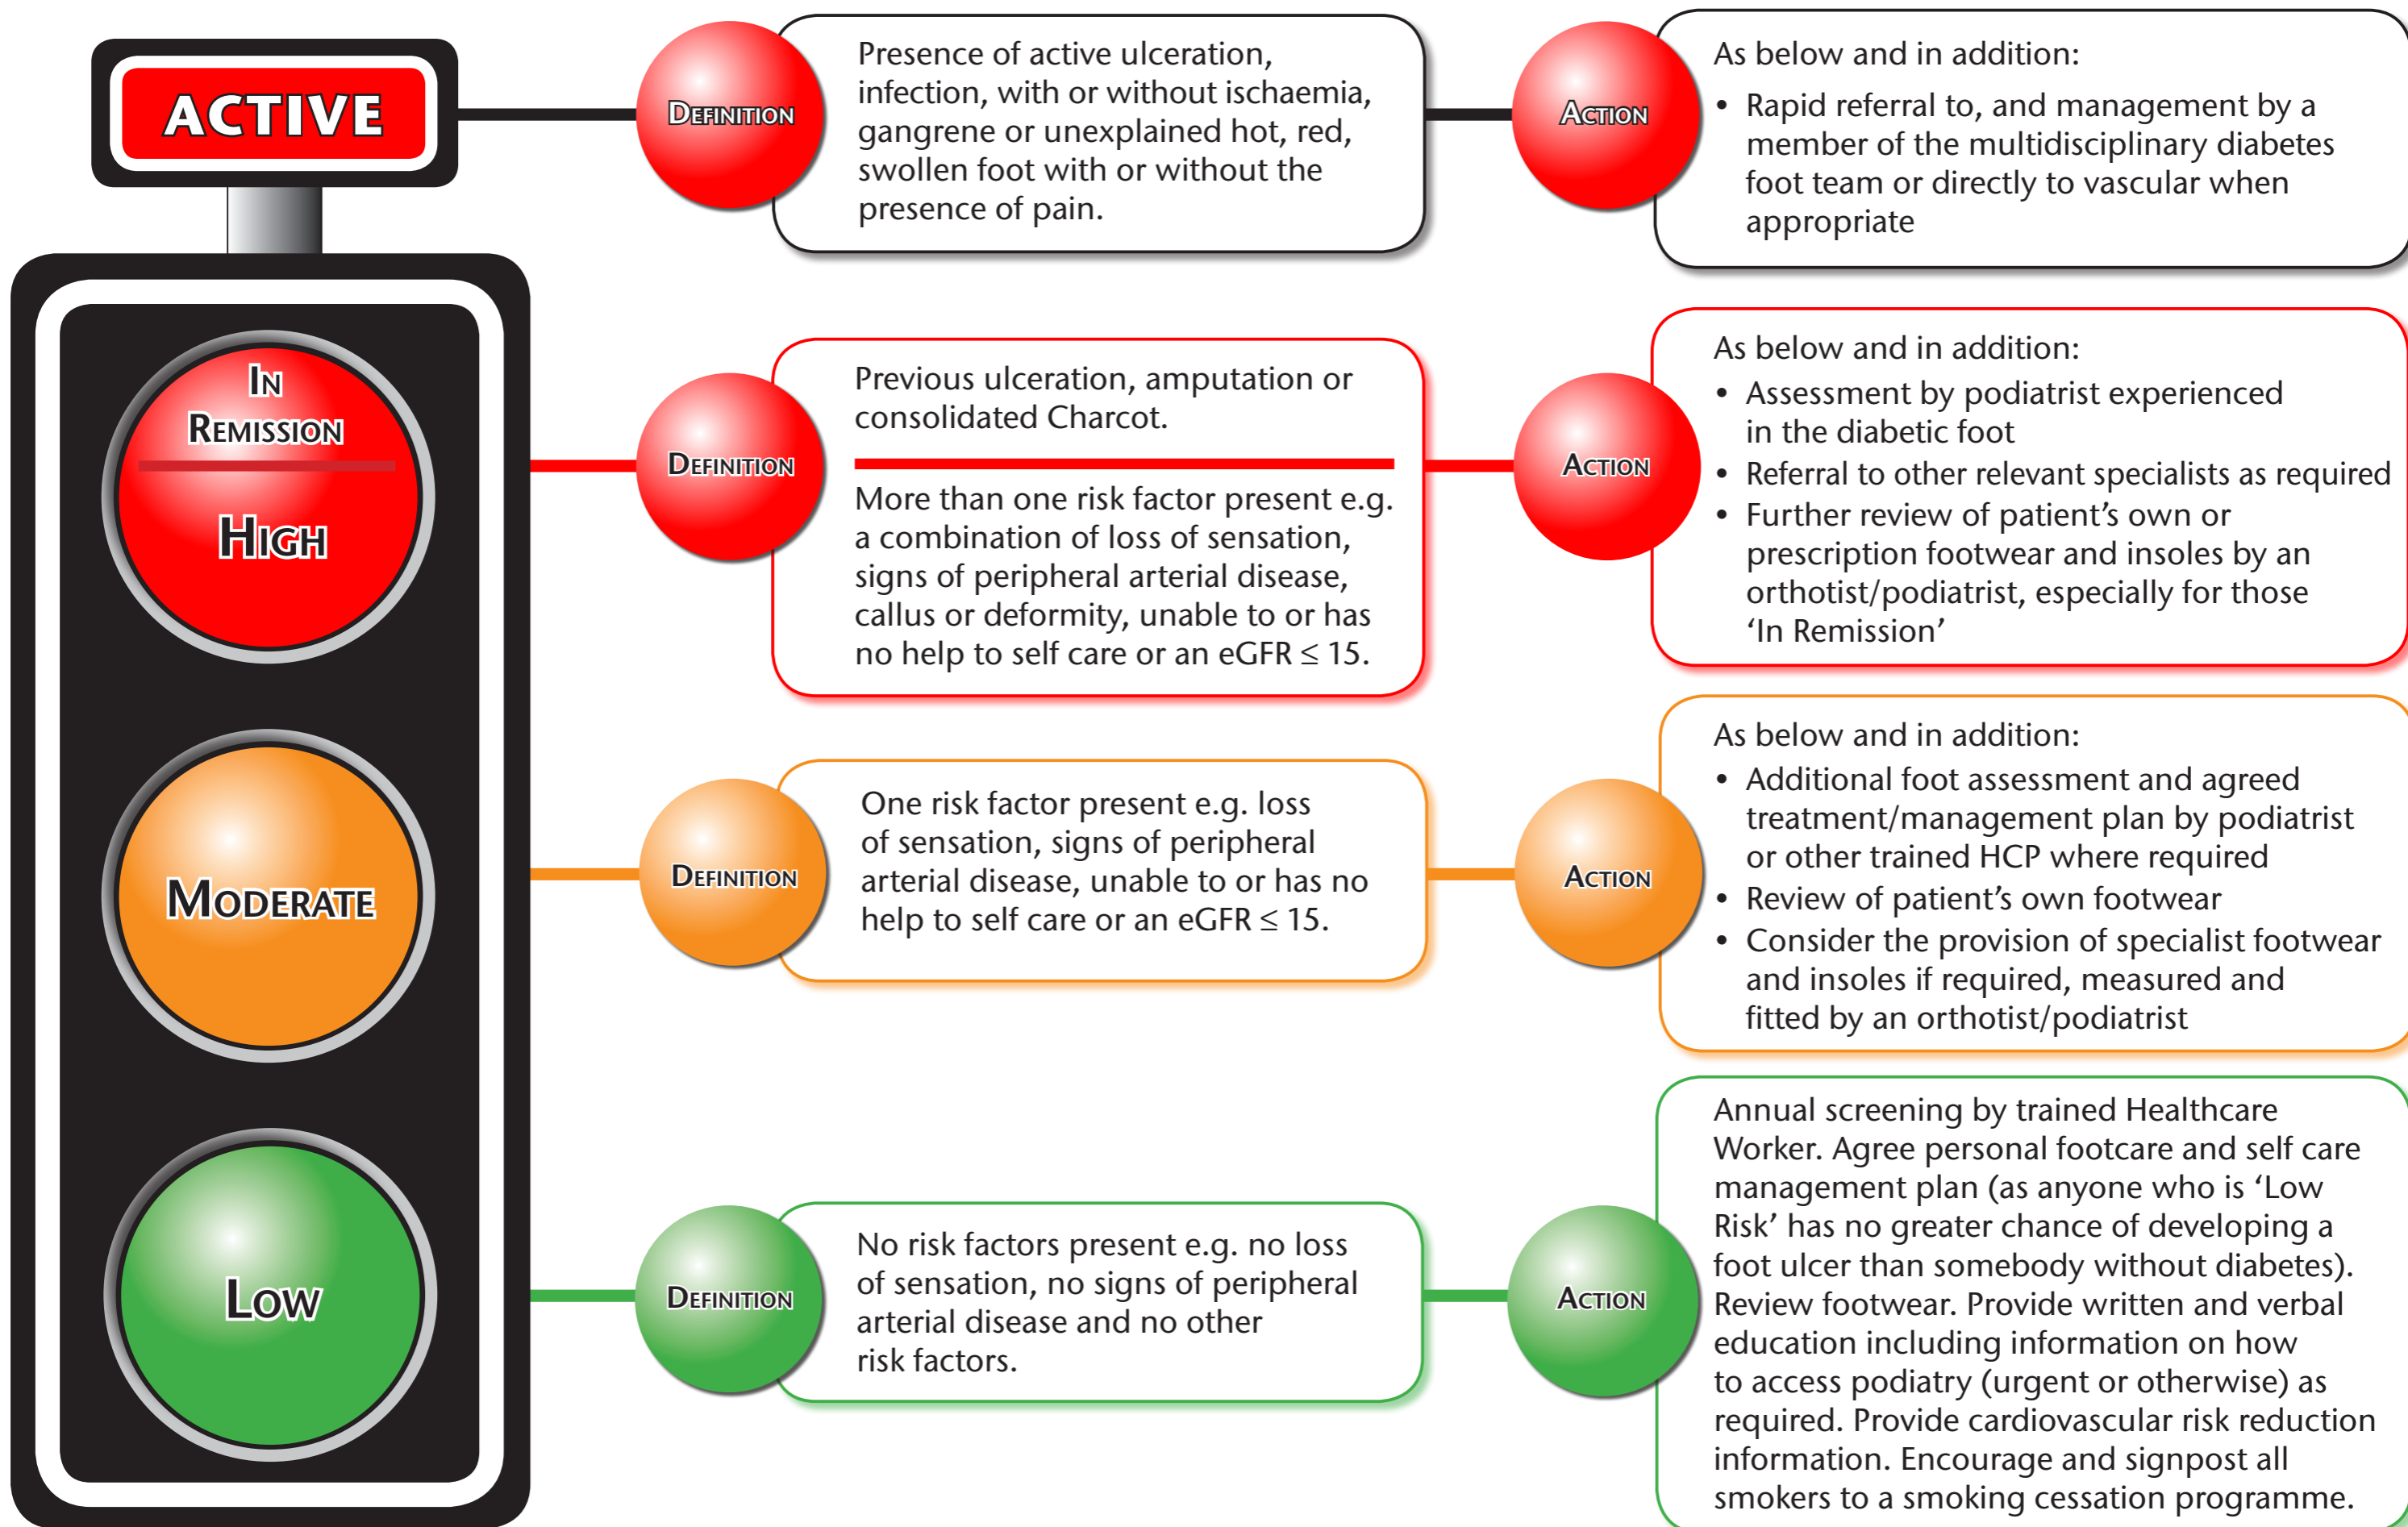 ACTIVE
DEFINITION
Presence of active ulceration,
infection, with or without ischaemia,
gangrene or unexplained hot, red,
swollen foot with or without the
presence of pain.
ACTION
As below and in addition:
• Rapid referral to, and management by a
member of the multidisciplinary diabetes
foot team or directly to vascular when
appropriate
IN
REMISSION
HIGH
DEFINITION
Previous ulceration, amputation or
consolidated Charcot.
More than one risk factor present e.g.
a combination of loss of sensation,
signs of peripheral arterial disease,
callus or deformity, unable to or has
no help to self care or an eGFR ≤ 15.
ACTION
As below and in addition:
• Assessment by podiatrist experienced
in the diabetic foot
• Referral to other relevant specialists as required
• Further review of patient’s own or
prescription footwear and insoles by an
orthotist/podiatrist, especially for those
‘In Remission’
MODERATE
DEFINITION
One risk factor present e.g. loss
of sensation, signs of peripheral
arterial disease, unable to or has no
help to self care or an eGFR ≤ 15.
ACTION
As below and in addition:
• Additional foot assessment and agreed
treatment/management plan by podiatrist
or other trained HCP where required
• Review of patient’s own footwear
• Consider the provision of specialist footwear
and insoles if required, measured and
fitted by an orthotist/podiatrist
LOW
DEFINITION
No risk factors present e.g. no loss
of sensation, no signs of peripheral
arterial disease and no other
risk factors.
ACTION
Annual screening by trained Healthcare
Worker. Agree personal footcare and self care
management plan (as anyone who is ‘Low
Risk’ has no greater chance of developing a
foot ulcer than somebody without diabetes).
Review footwear. Provide written and verbal
education including information on how
to access podiatry (urgent or otherwise) as
required. Provide cardiovascular risk reduction
information. Encourage and signpost all
smokers to a smoking cessation programme.